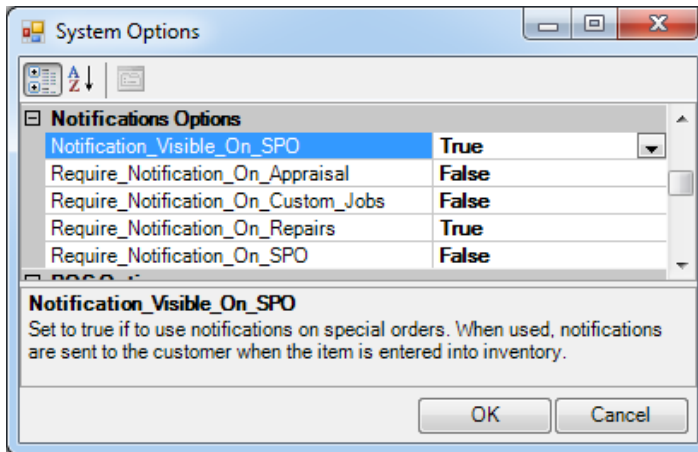 System Options
A Z
Notifications Options
Notification_Visible_On_SPO True
Require_Notification_On_Appraisal False
Require_Notification_On_Custom_Jobs False
Require_Notification_On_Repairs True
Require_Notification_On_SPO False
Notification_Visible_On_SPO
Set to true if to use notifications on special orders. When used, notifications
are sent to the customer when the item is entered into inventory.
OK Cancel